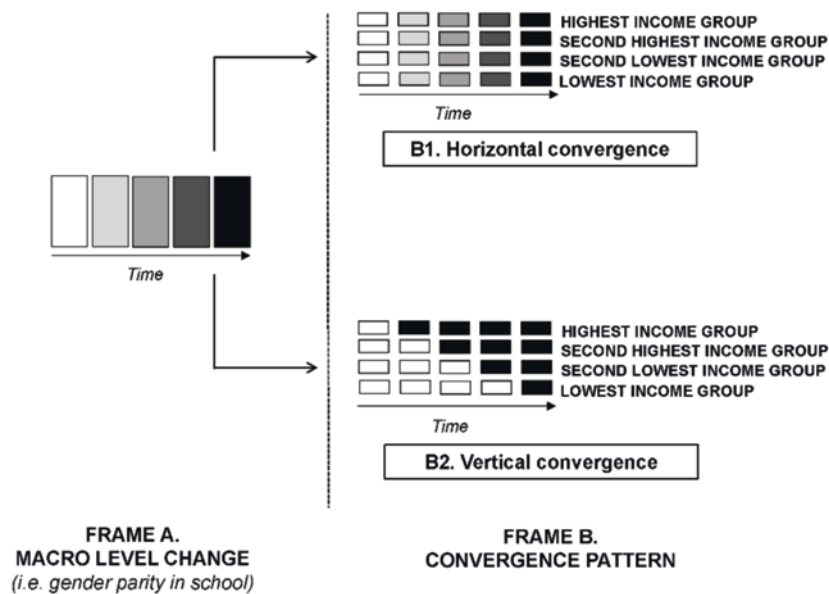 HIGHEST INCOME GROUP
SECOND HIGHEST INCOME GROUP
SECOND LOWEST INCOME GROUP
LOWEST INCOME GROUP
Time
B1. Horizontal convergence
Time
HIGHEST INCOME GROUP
SECOND HIGHEST INCOME GROUP
SECOND LOWEST INCOME GROUP
LOWEST INCOME GROUP
Time
B2. Vertical convergence
FRAME A.
MACRO LEVEL CHANGE
(i.e. gender parity in school)
FRAME B.
CONVERGENCE PATTERN